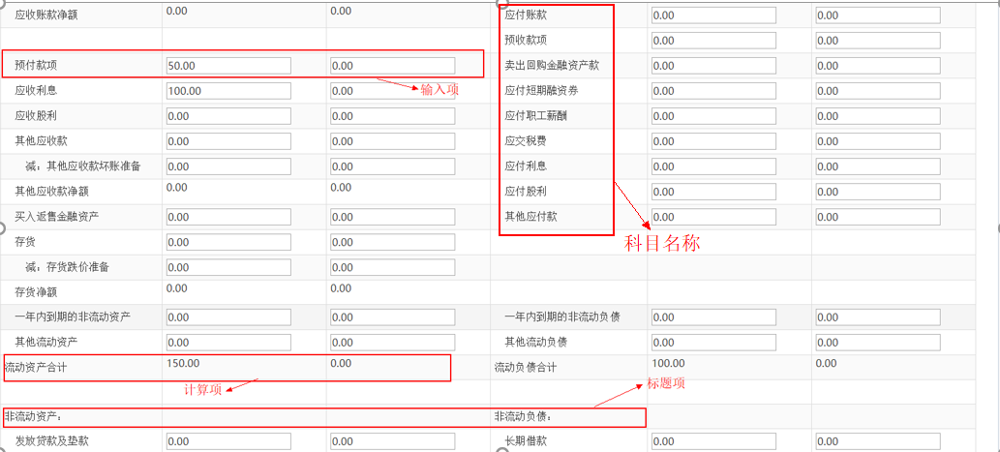 应收账款净额 0.00 0.00 应付账款 0.00 0.00
预收款项 0.00 0.00
预付款项 50.00 0.00 卖出回购金融资产款 0.00 0.00
应收利息 100.00 0.00 输入项 应付短期融资券 0.00 0.00
应收股利 0.00 0.00 应付职工薪酬 0.00 0.00
其他应收款 0.00 0.00 应交税费 0.00 0.00
减：其他应收款坏账准备 0.00 0.00 应付利息 0.00 0.00
其他应收款净额 0.00 0.00 应付股利 0.00 0.00
买入返售金融资产 0.00 0.00 其他应付款 0.00 0.00
存货 0.00 0.00 科目名称
减：存货跌价准备 0.00 0.00
存货净额 0.00 0.00
一年内到期的非流动资产 0.00 0.00 一年内到期的非流动负债 0.00 0.00
其他流动资产 0.00 0.00 其他流动负债 0.00 0.00
流动资产合计 150.00 0.00 流动负债合计 100.00 0.00
计算项 标题项
非流动资产： 非流动负债：
发放贷款及垫款 0.00 0.00 长期借款 0.00 0.00